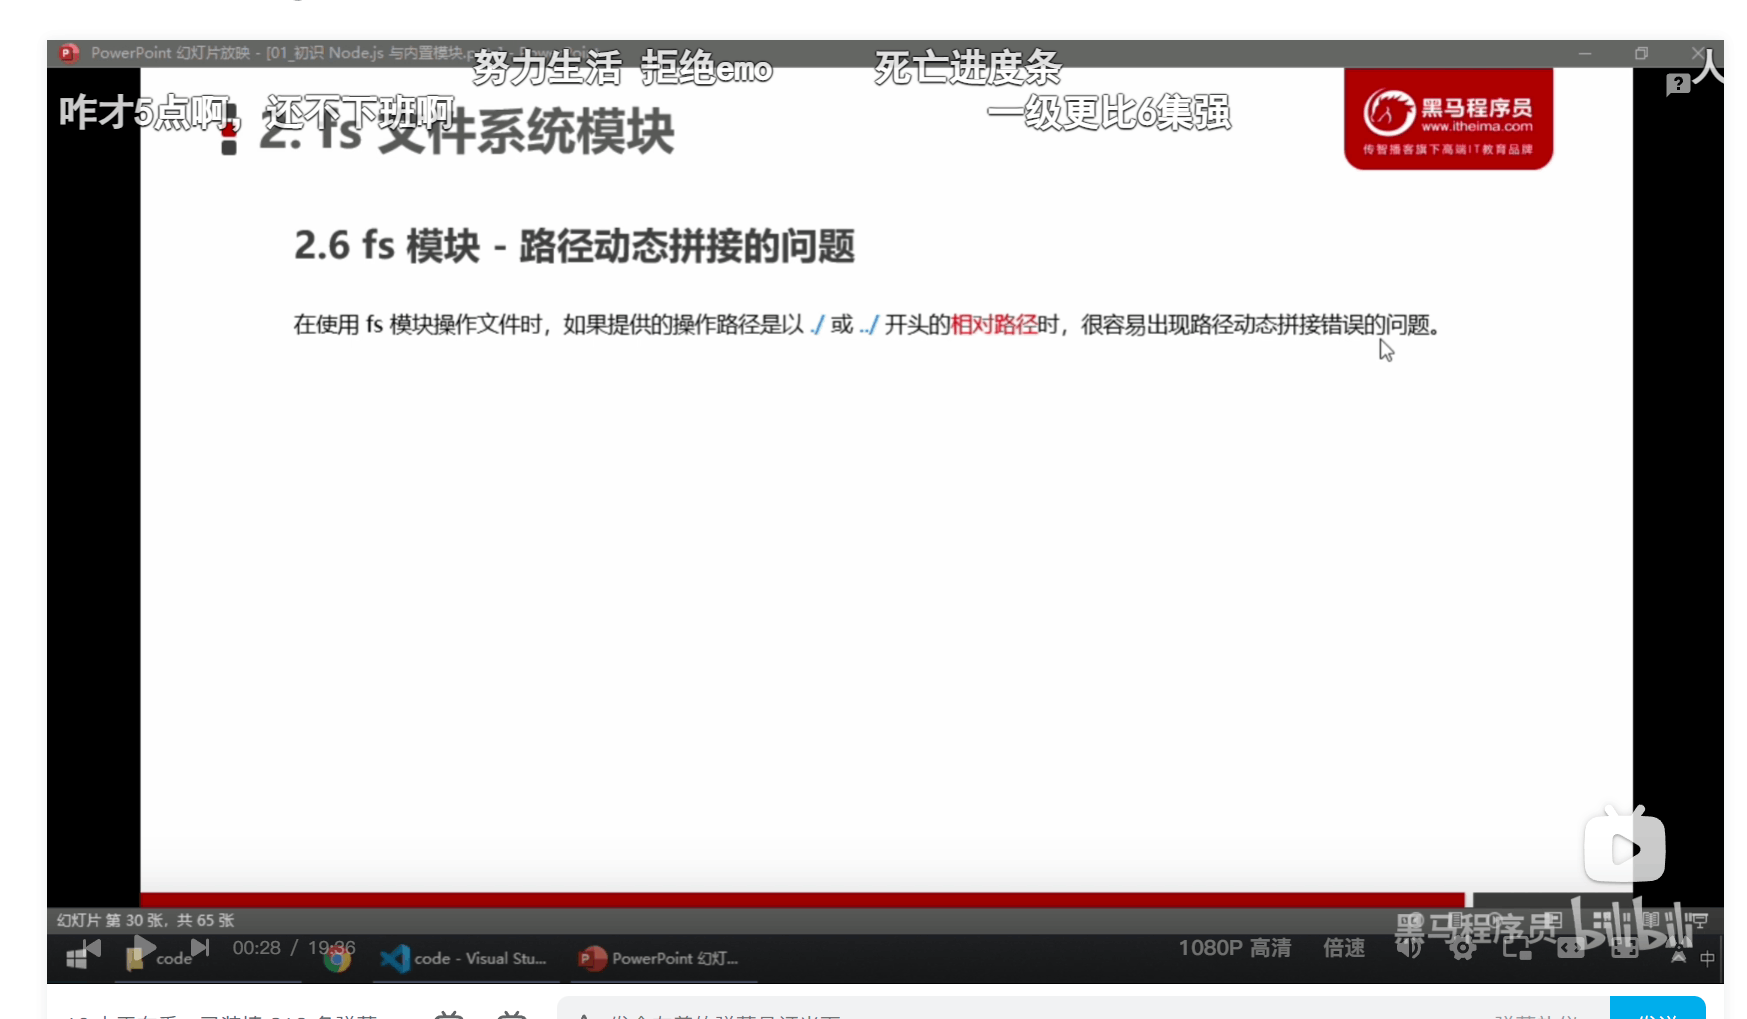 PowerPoint 幻灯片放映 - [01_初识 Node.js 与内置模块.p
努力生活 拒绝emo
死亡进度条
人
咋才5点啊，还不下班啊
一级更比6集强
2. fs 文件系统模块
黑马程序员
www.itheima.com
传智播客旗下高端IT教育品牌
2.6 fs 模块 - 路径动态拼接的问题
在使用 fs 模块操作文件时，如果提供的操作路径是以 ./ 或 ../ 开头的相对路径时，很容易出现路径动态拼接错误的问题。
幻灯片 第 30 张，共 65 张
黑马程序员 bilibili
code
00:28 / 19:36
code - Visual Stu...
PowerPoint 幻灯...
1080P 高清
倍速
中